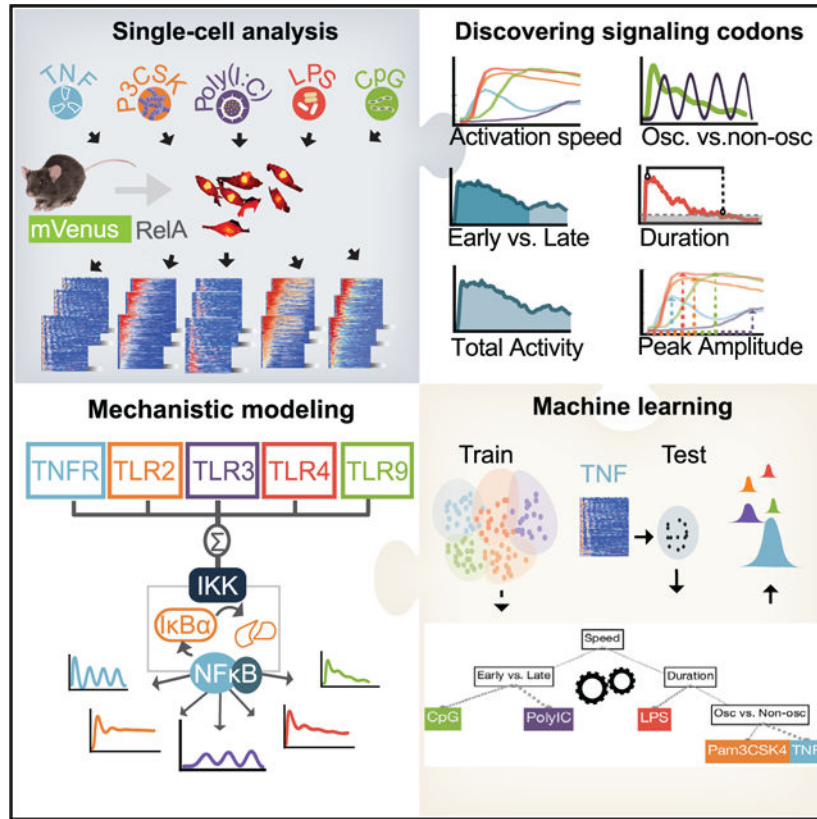 Single-cell analysis
TNF
P3CSK
Poly(I:C)
LPS
CpG
mVenus RelA
Discovering signaling codons
Activation speed
Osc. vs.non-osc
Early vs. Late
Duration
Total Activity
Peak Amplitude
Mechanistic modeling
TNFR
TLR2
TLR3
TLR4
TLR9
Σ
IKK
IκBα
NFκB
Machine learning
Train
TNF
Test
Speed
Early vs. Late
Duration
CpG
PolyIC
LPS
Osc vs. Non-osc
Pam3CSK4
TNF